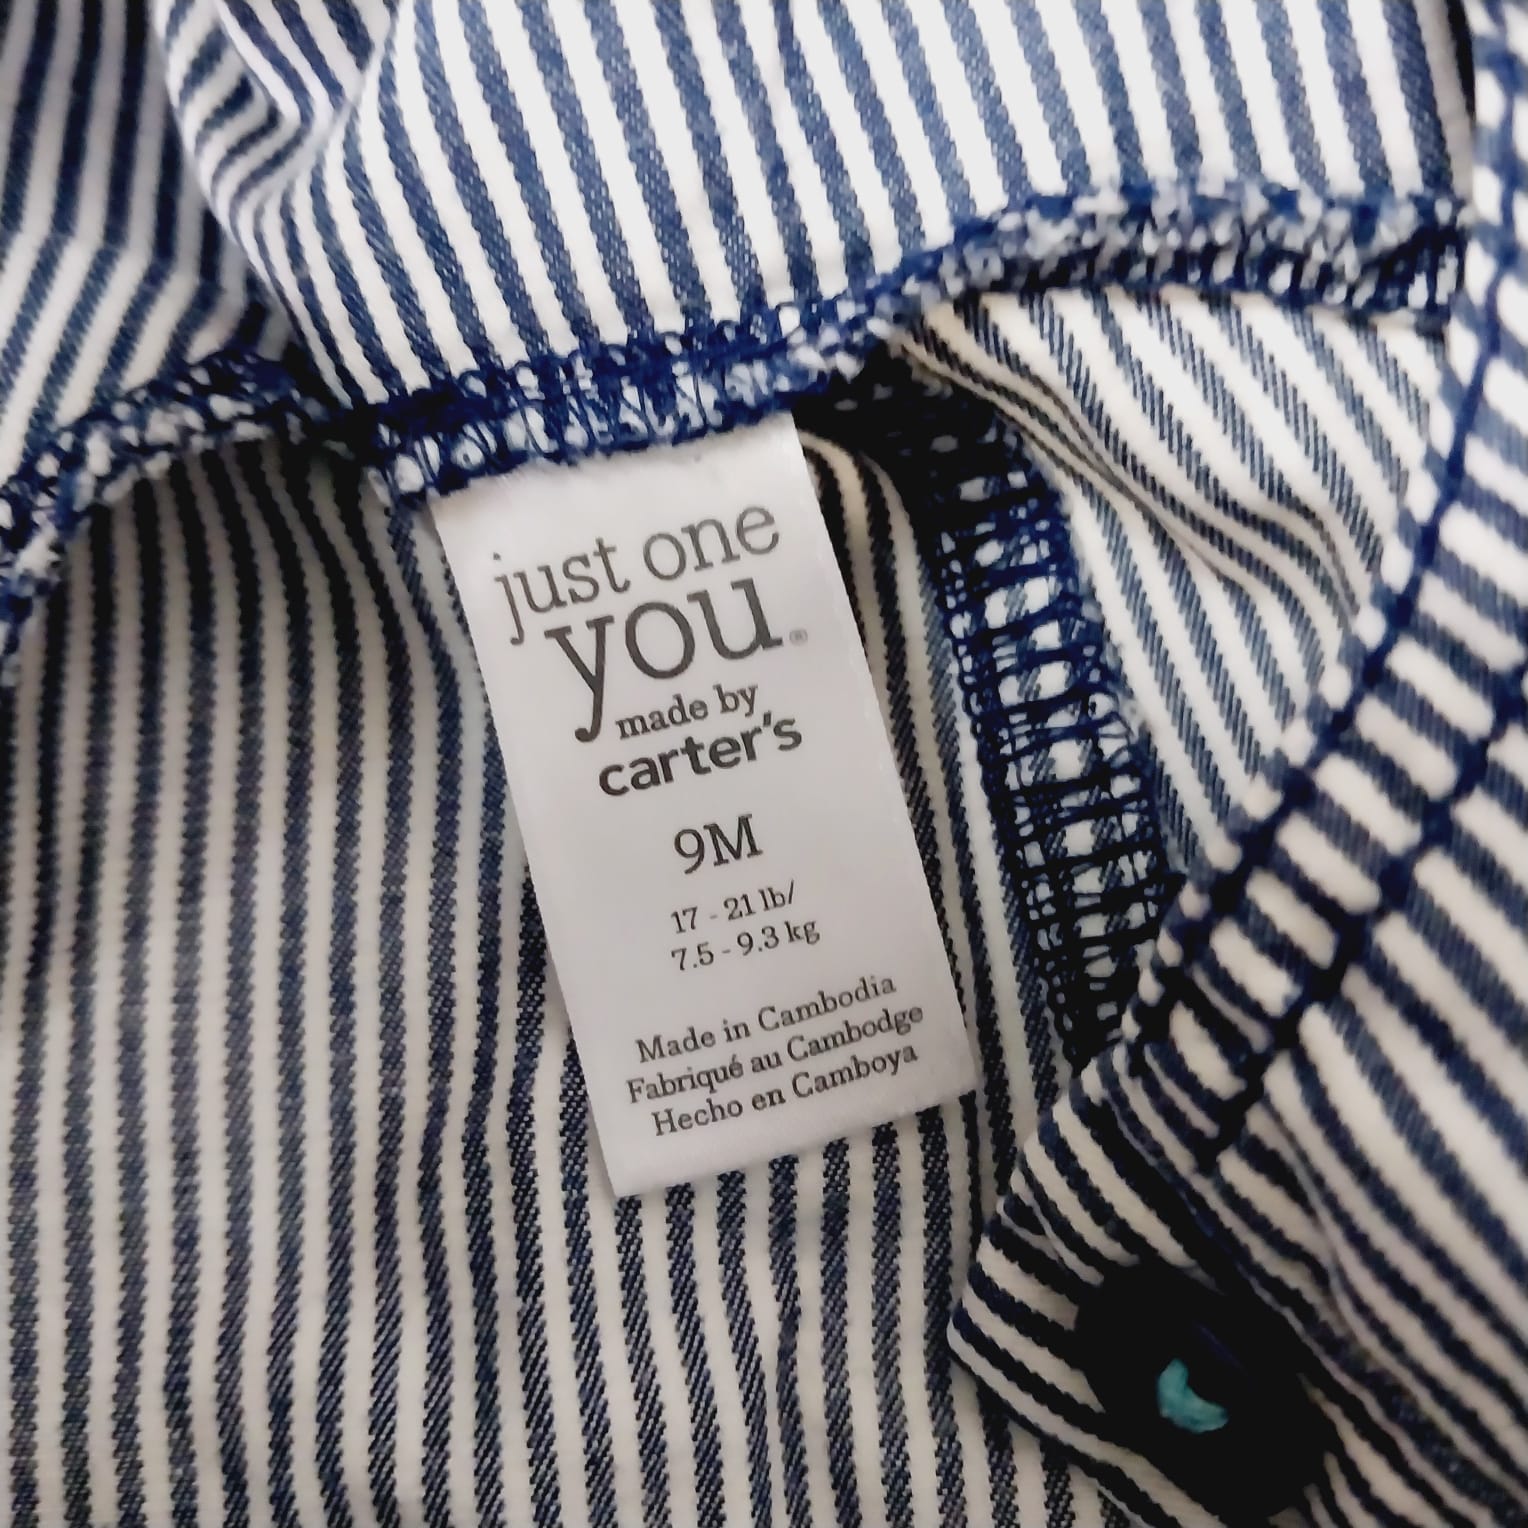 just one
you®
made by
carter's
9M
17 - 21 lb/
7.5 - 9.3 kg
Made in Cambodia
Fabriqué au Cambodge
Hecho en Camboya